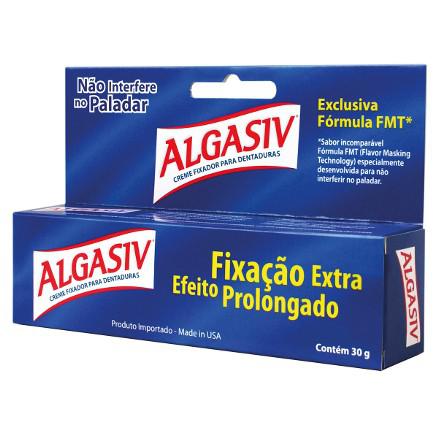 Não Interfere
no Paladar
ALGASIV
CREME FIXADOR PARA DENTADURAS
Exclusiva
Fórmula FMT*
*Sabor incomparável
Fórmula FMT (Flavor Masking
Technology) especialmente
desenvolvida para não
interferir no paladar.
ALGASIV
CREME FIXADOR PARA DENTADURAS
Fixação Extra
Efeito Prolongado
Produto Importado - Made in USA
Contém 30 g
ALGASIV